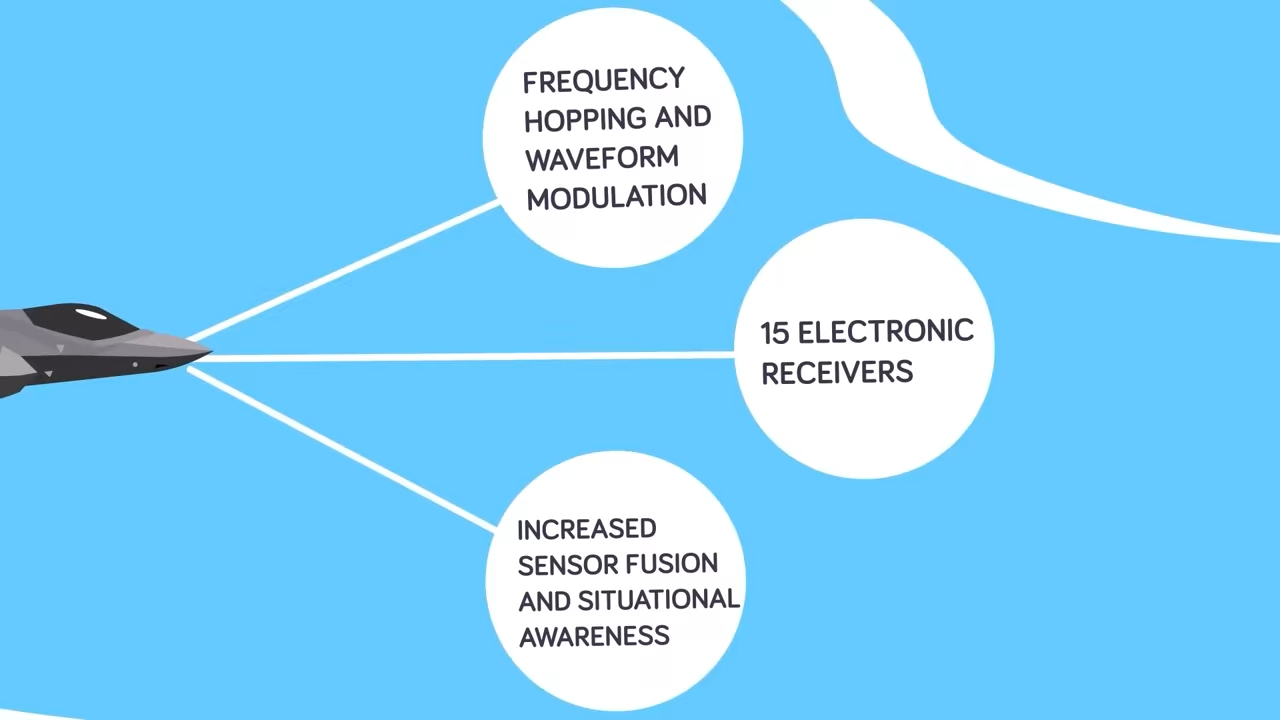 FREQUENCY
HOPPING AND
WAVEFORM
MODULATION
15 ELECTRONIC
RECEIVERS
INCREASED
SENSOR FUSION
AND SITUATIONAL
AWARENESS